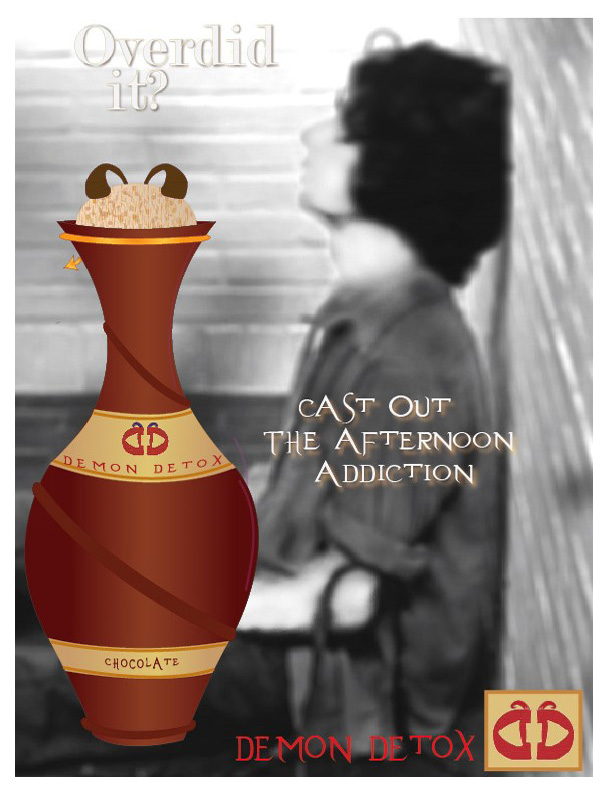 Overdid
it?
CAST OUT
THE AFTERNOON
ADDICTION
DEMON DETOX
CHOCOLATE
DEMON DETOX